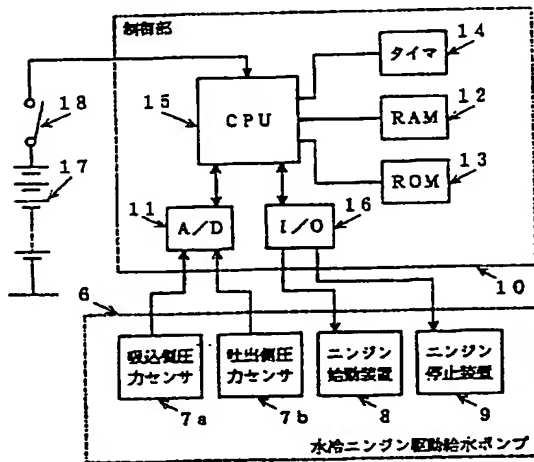 制御部
14
タイマ
18
15
CPU
12
RAM
17
13
ROM
11
16
A/D
I/O
6
10
吸込側圧
力センサ
吐出側圧
力センサ
エンジン
始動装置
エンジン
停止装置
7a
7b
8
9
水冷エンジン駆動給水ポンプ